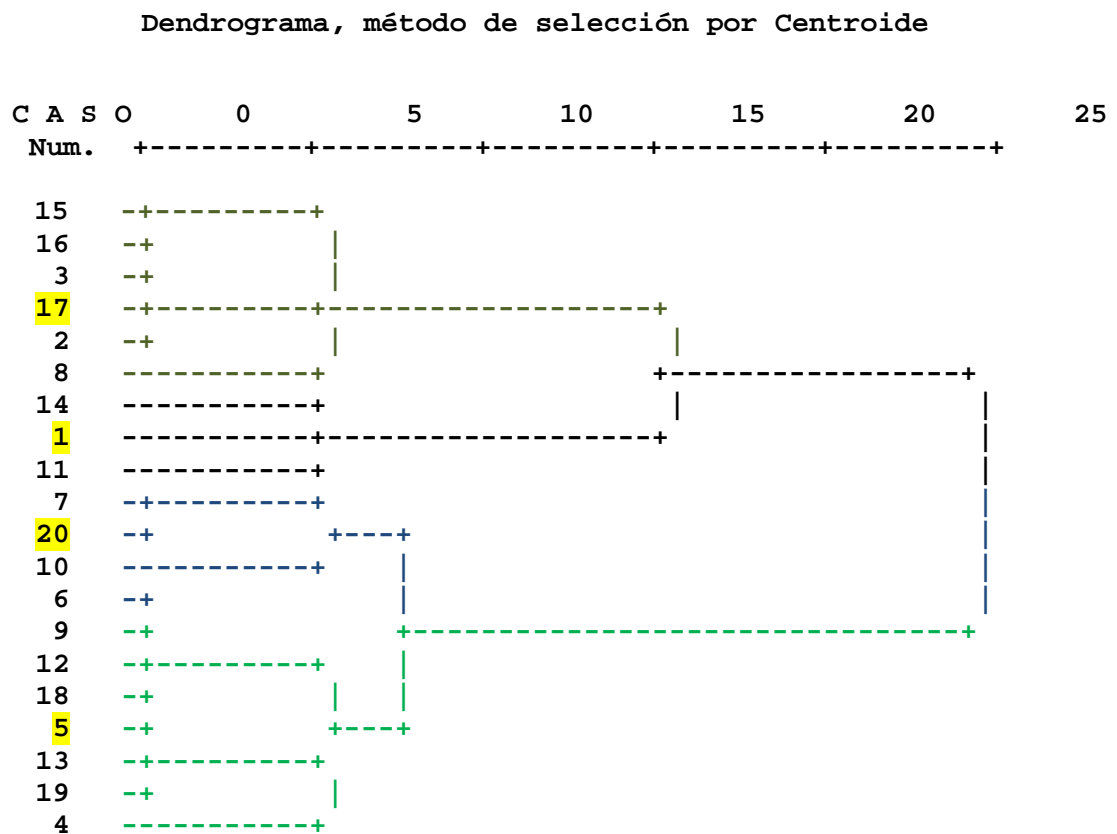 Dendrograma, método de selección por Centroide
C A S O 0 5 10 15 20 25
Num. +---------+---------+---------+---------+---------+
15 -+---------+
16 -+ |
3 -+ |
17 -+---------+-------------------+
2 -+ | |
8 -----------+ +-----------------+
14 -----------+ | |
1 -----------+-------------------+ |
11 -----------+ |
7 -+---------+ |
20 -+ +---+ |
10 -----------+ | |
6 -+ | |
9 -+ +--------------------------------+
12 -+---------+ |
18 -+ | |
5 -+ +---+
13 -+---------+
19 -+ |
4 -----------+